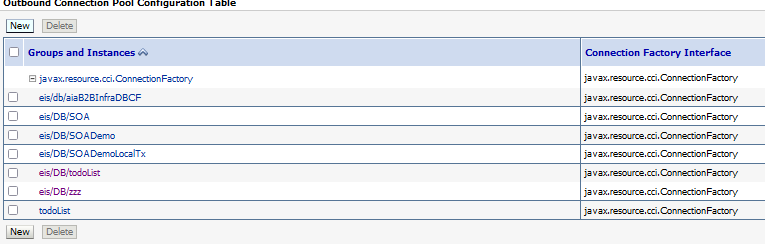 Outbound Connection Pool Configuration Table
New Delete
Groups and Instances Connection Factory Interface
javax.resource.cci.ConnectionFactory javax.resource.cci.ConnectionFactory
eis/db/aiaB2BInfraDBCF javax.resource.cci.ConnectionFactory
eis/DB/SOA javax.resource.cci.ConnectionFactory
eis/DB/SOADemo javax.resource.cci.ConnectionFactory
eis/DB/SOADemoLocalTx javax.resource.cci.ConnectionFactory
eis/DB/todoList javax.resource.cci.ConnectionFactory
eis/DB/zzz javax.resource.cci.ConnectionFactory
todoList javax.resource.cci.ConnectionFactory
New Delete